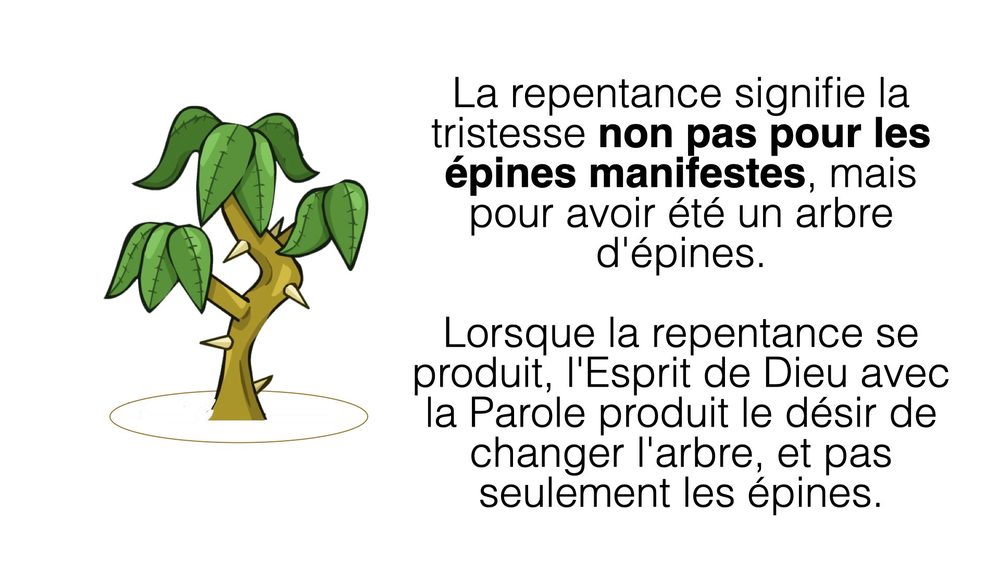 La repentance signifie la
tristesse non pas pour les
épines manifestes, mais
pour avoir été un arbre
d'épines.
Lorsque la repentance se
produit, l'Esprit de Dieu avec
la Parole produit le désir de
changer l'arbre, et pas
seulement les épines.